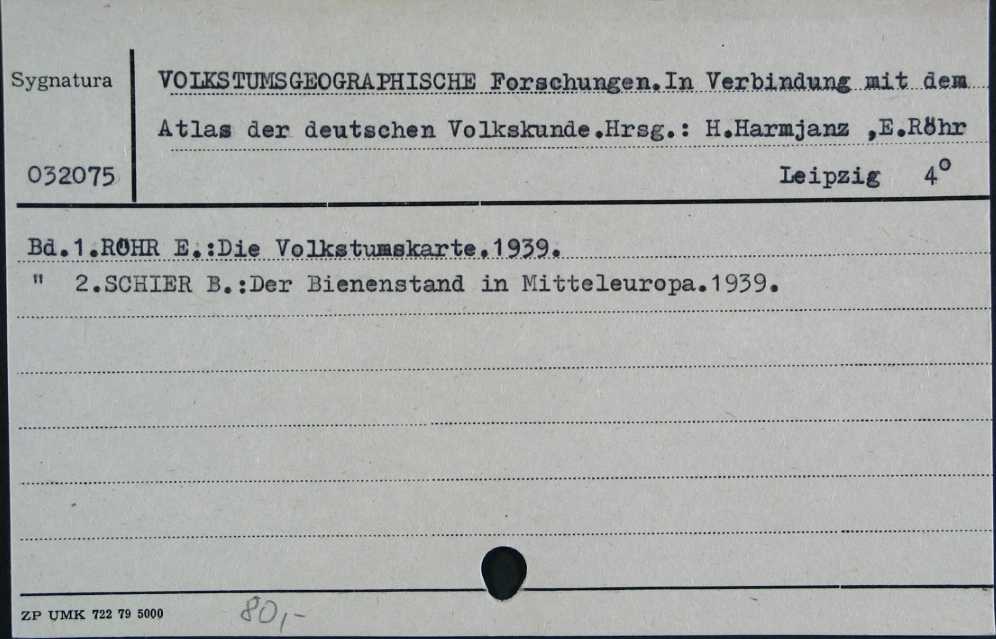 Sygnatura
VOLKSTUMSGEOGRAPHISCHE Forschungen.In Verbindung mit dem
Atlas der deutschen Volkskunde.Hrsg.: H.Harmjanz ,E.Röhr
032075
Leipzig 4°
Bd.1.RÖHR E.:Die Volkstumskarte.1939.
" 2.SCHIER B.:Der Bienenstand in Mitteleuropa.1939.
ZP UMK 722 79 5000
80,-